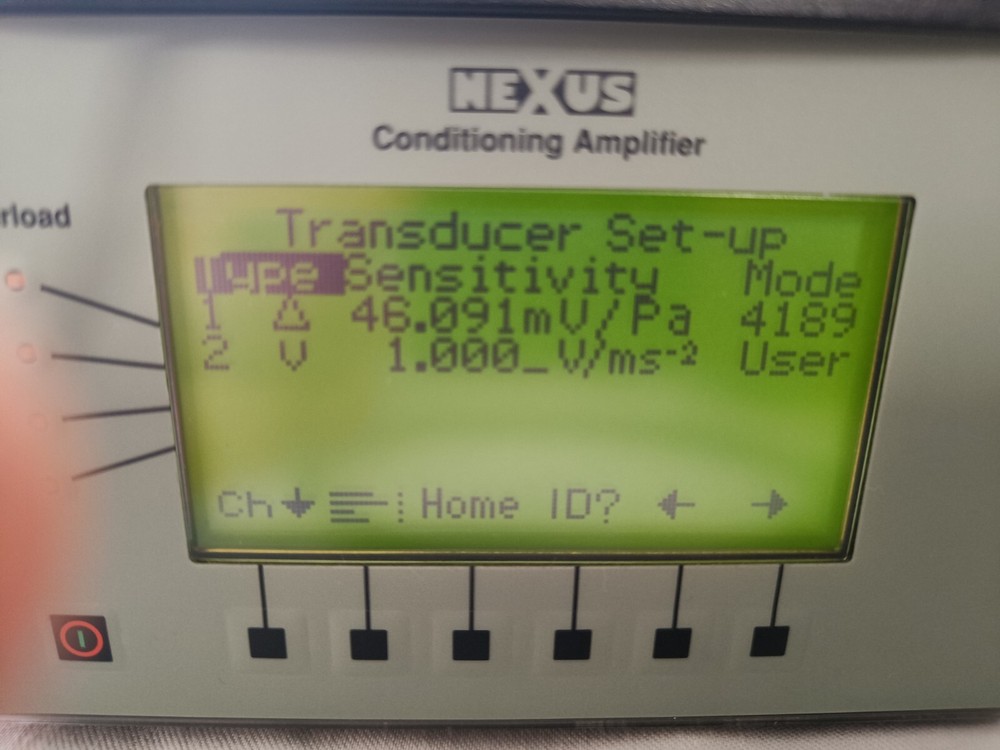 NEXUS
Conditioning Amplifier
rload
Transducer Set-up
Type Sensitivity Mode
1 Δ 46.091mV/Pa 4189
2 V 1.000_V/ms⁻² User
Ch↓ Home ID? ← →